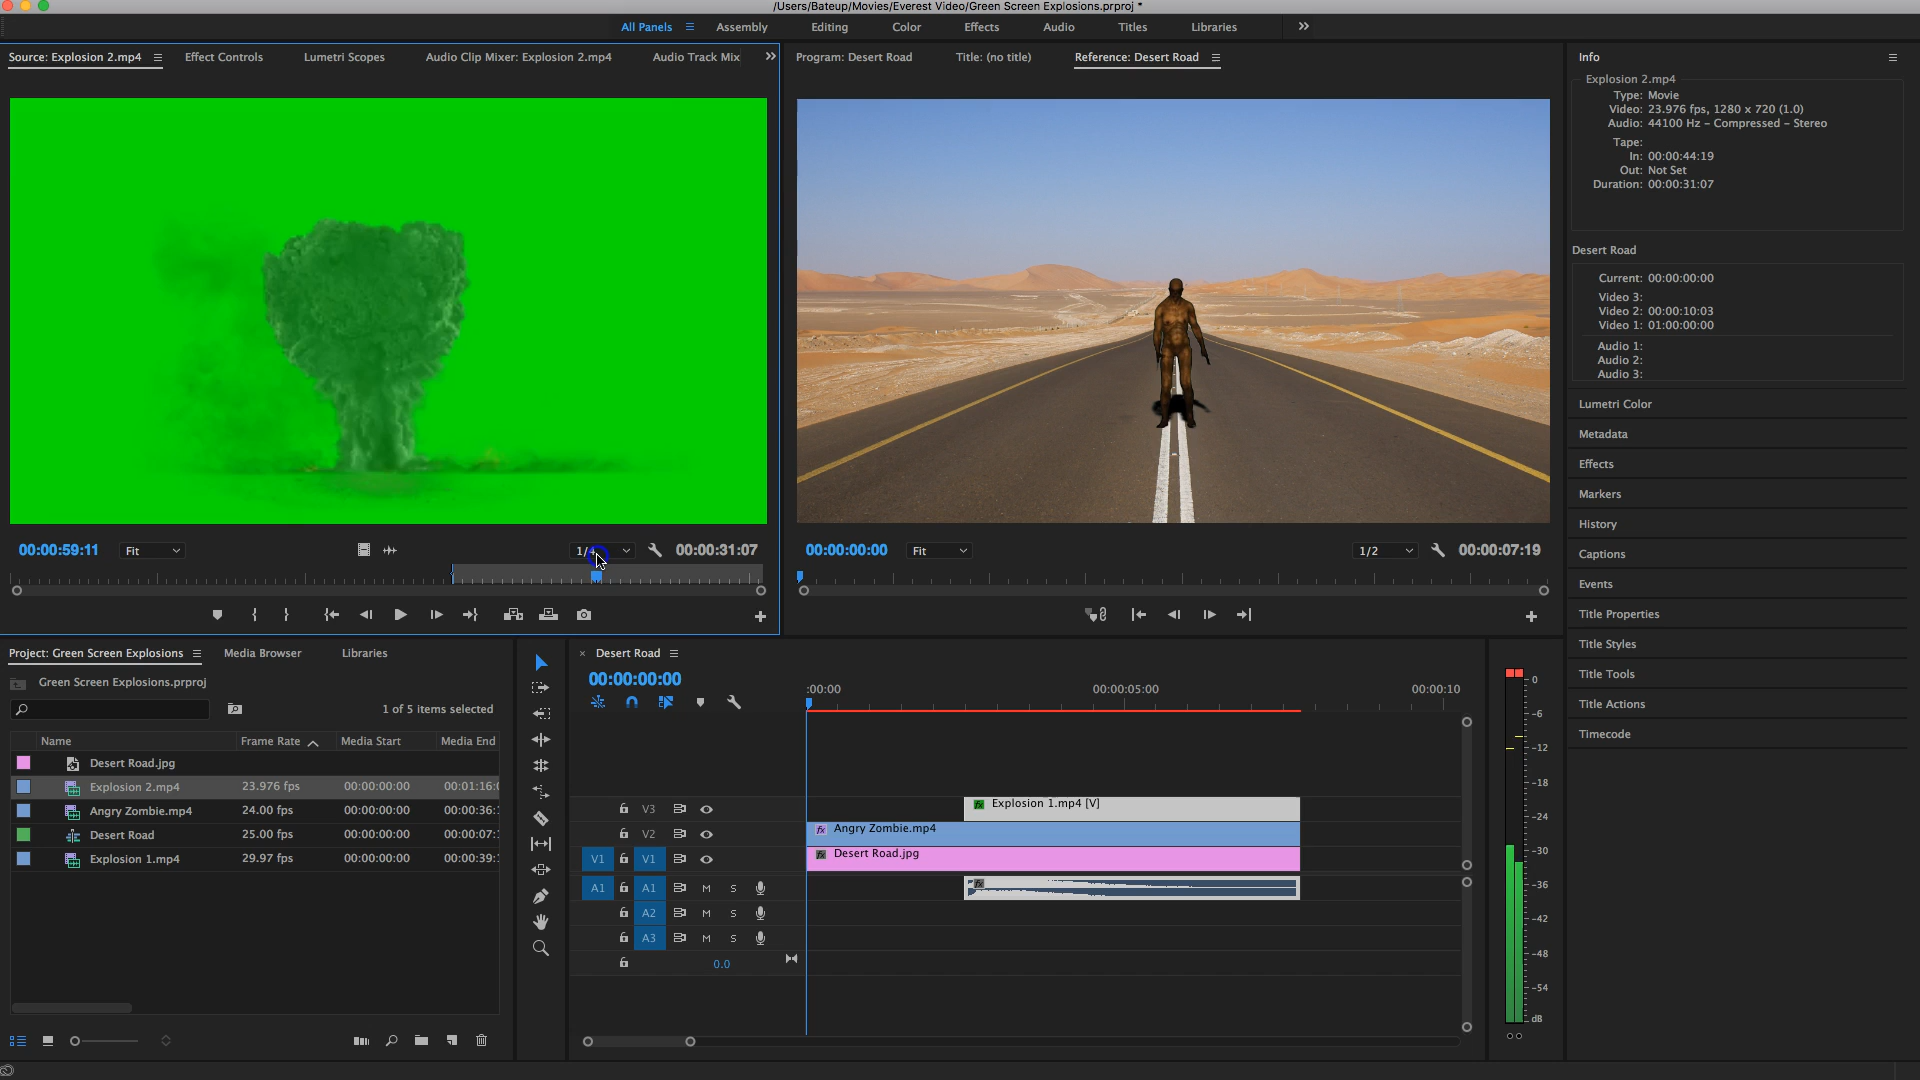 /Users/Bateup/Movies/Everest Video/Green Screen Explosions.prproj *
All Panels Assembly Editing Color Effects Audio Titles Libraries
Source: Explosion 2.mp4 Effect Controls Lumetri Scopes Audio Clip Mixer: Explosion 2.mp4 Audio Track Mix
Program: Desert Road Title: (no title) Reference: Desert Road
Info
Explosion 2.mp4
Type: Movie
Video: 23.976 fps, 1280 x 720 (1.0)
Audio: 44100 Hz - Compressed - Stereo
Tape:
In: 00:00:44:19
Out: Not Set
Duration: 00:00:31:07
Desert Road
Current: 00:00:00:00
Video 3:
Video 2: 00:00:10:03
Video 1: 01:00:00:00
Audio 1:
Audio 2:
Audio 3:
Lumetri Color
Metadata
Effects
Markers
History
Captions
Events
Title Properties
Title Styles
Title Tools
Title Actions
Timecode
00:00:59:11 Fit 00:00:31:07
00:00:00:00 Fit 1/2 00:00:07:19
Project: Green Screen Explosions Media Browser Libraries
Green Screen Explosions.prproj
1 of 5 items selected
Name Frame Rate Media Start Media End
Desert Road.jpg
Explosion 2.mp4 23.976 fps 00:00:00:00 00:01:16:
Angry Zombie.mp4 24.00 fps 00:00:00:00 00:00:36:
Desert Road 25.00 fps 00:00:00:00 00:00:07:
Explosion 1.mp4 29.97 fps 00:00:00:00 00:00:39:
× Desert Road
00:00:00:00
:00:00 00:00:05:00 00:00:10
V3 fx Explosion 1.mp4 [V]
V2 fx Angry Zombie.mp4
V1 V1 fx Desert Road.jpg
A1 A1 M S fx
A2 M S
A3 M S
0.0
0
-6
-12
-18
-24
-30
-36
-42
-48
-54
dB